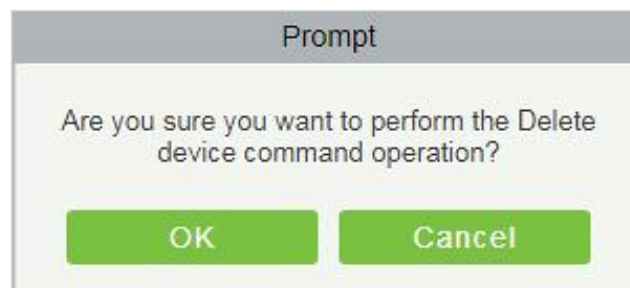 Prompt
Are you sure you want to perform the Delete
device command operation?
OK
Cancel